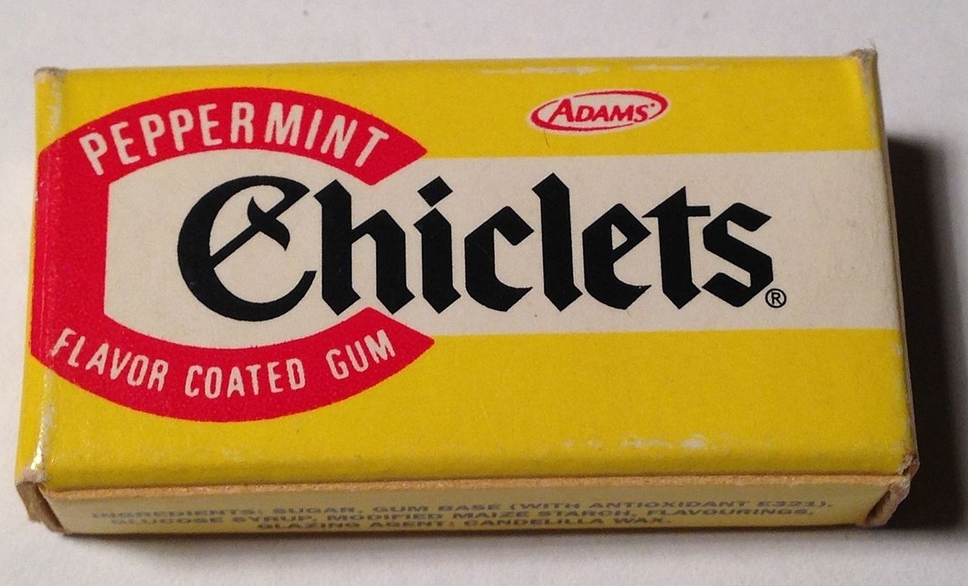 PEPPERMINT
ADAMS
Chiclets®
FLAVOR COATED GUM
INGREDIENTS: SUGAR, GUM BASE (WITH ANTIOXIDANT E321).
GLUCOSE SYRUP, MODIFIED MAIZE STARCH, FLAVOURINGS,
GLAZING AGENT: CANDELILLA WAX.